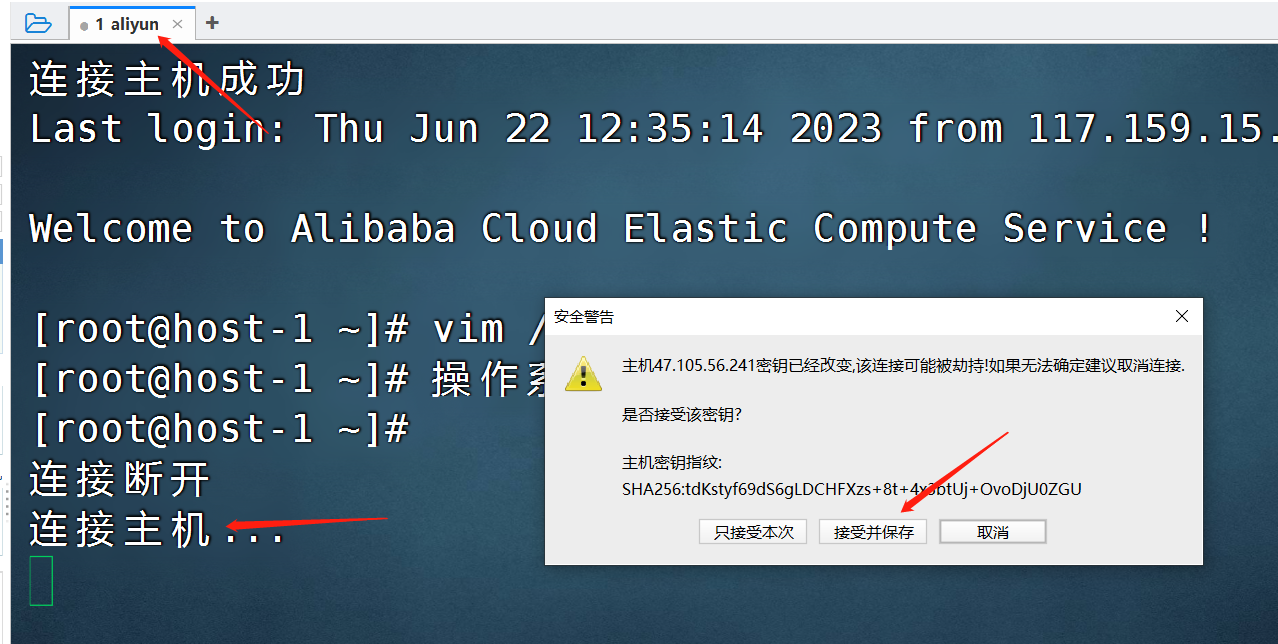 1 aliyun
连接主机成功
Last login: Thu Jun 22 12:35:14 2023 from 117.159.15.
Welcome to Alibaba Cloud Elastic Compute Service !
[root@host-1 ~]# vim /
[root@host-1 ~]# 操作系
[root@host-1 ~]#
连接断开
连接主机...
安全警告
主机47.105.56.241密钥已经改变,该连接可能被劫持!如果无法确定建议取消连接.
是否接受该密钥?
主机密钥指纹:
SHA256:tdKstyf69dS6gLDCHFXzs+8t+4x3btUj+OvoDjU0ZGU
只接受本次 接受并保存 取消